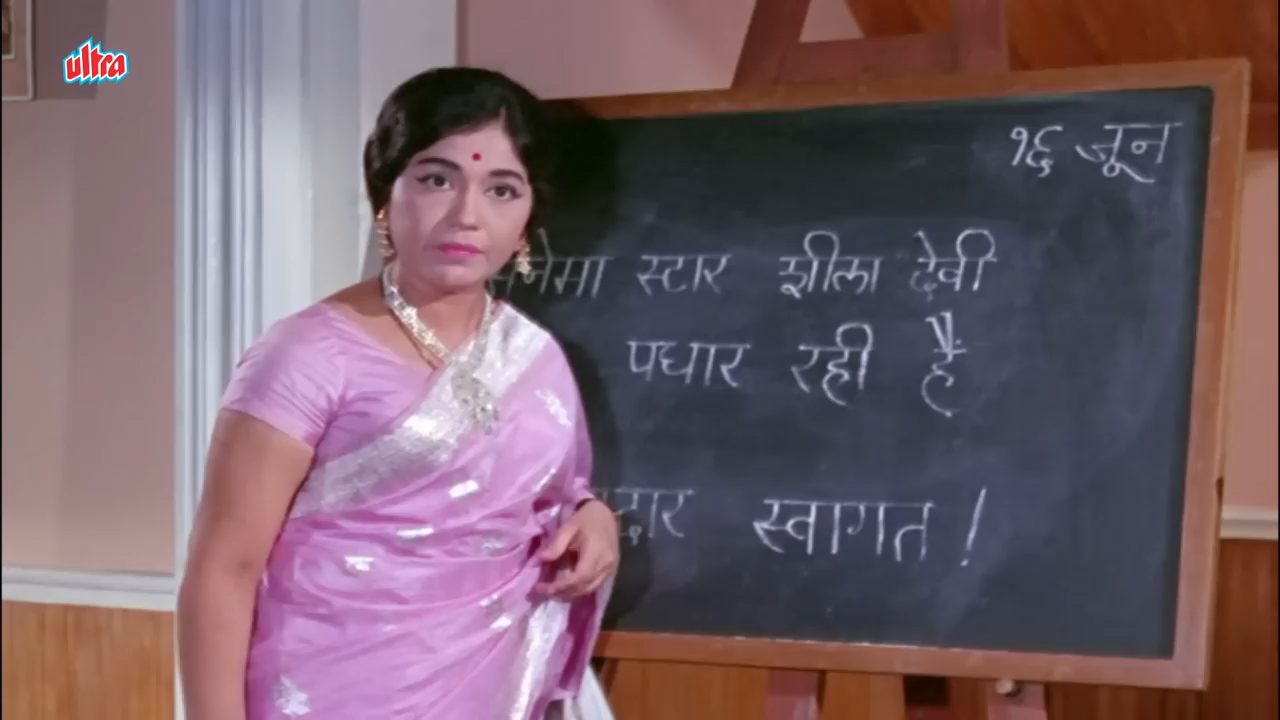 ultra
१६ जून
स्टार शीला देवी
पधार रही हैं
स्वागत !